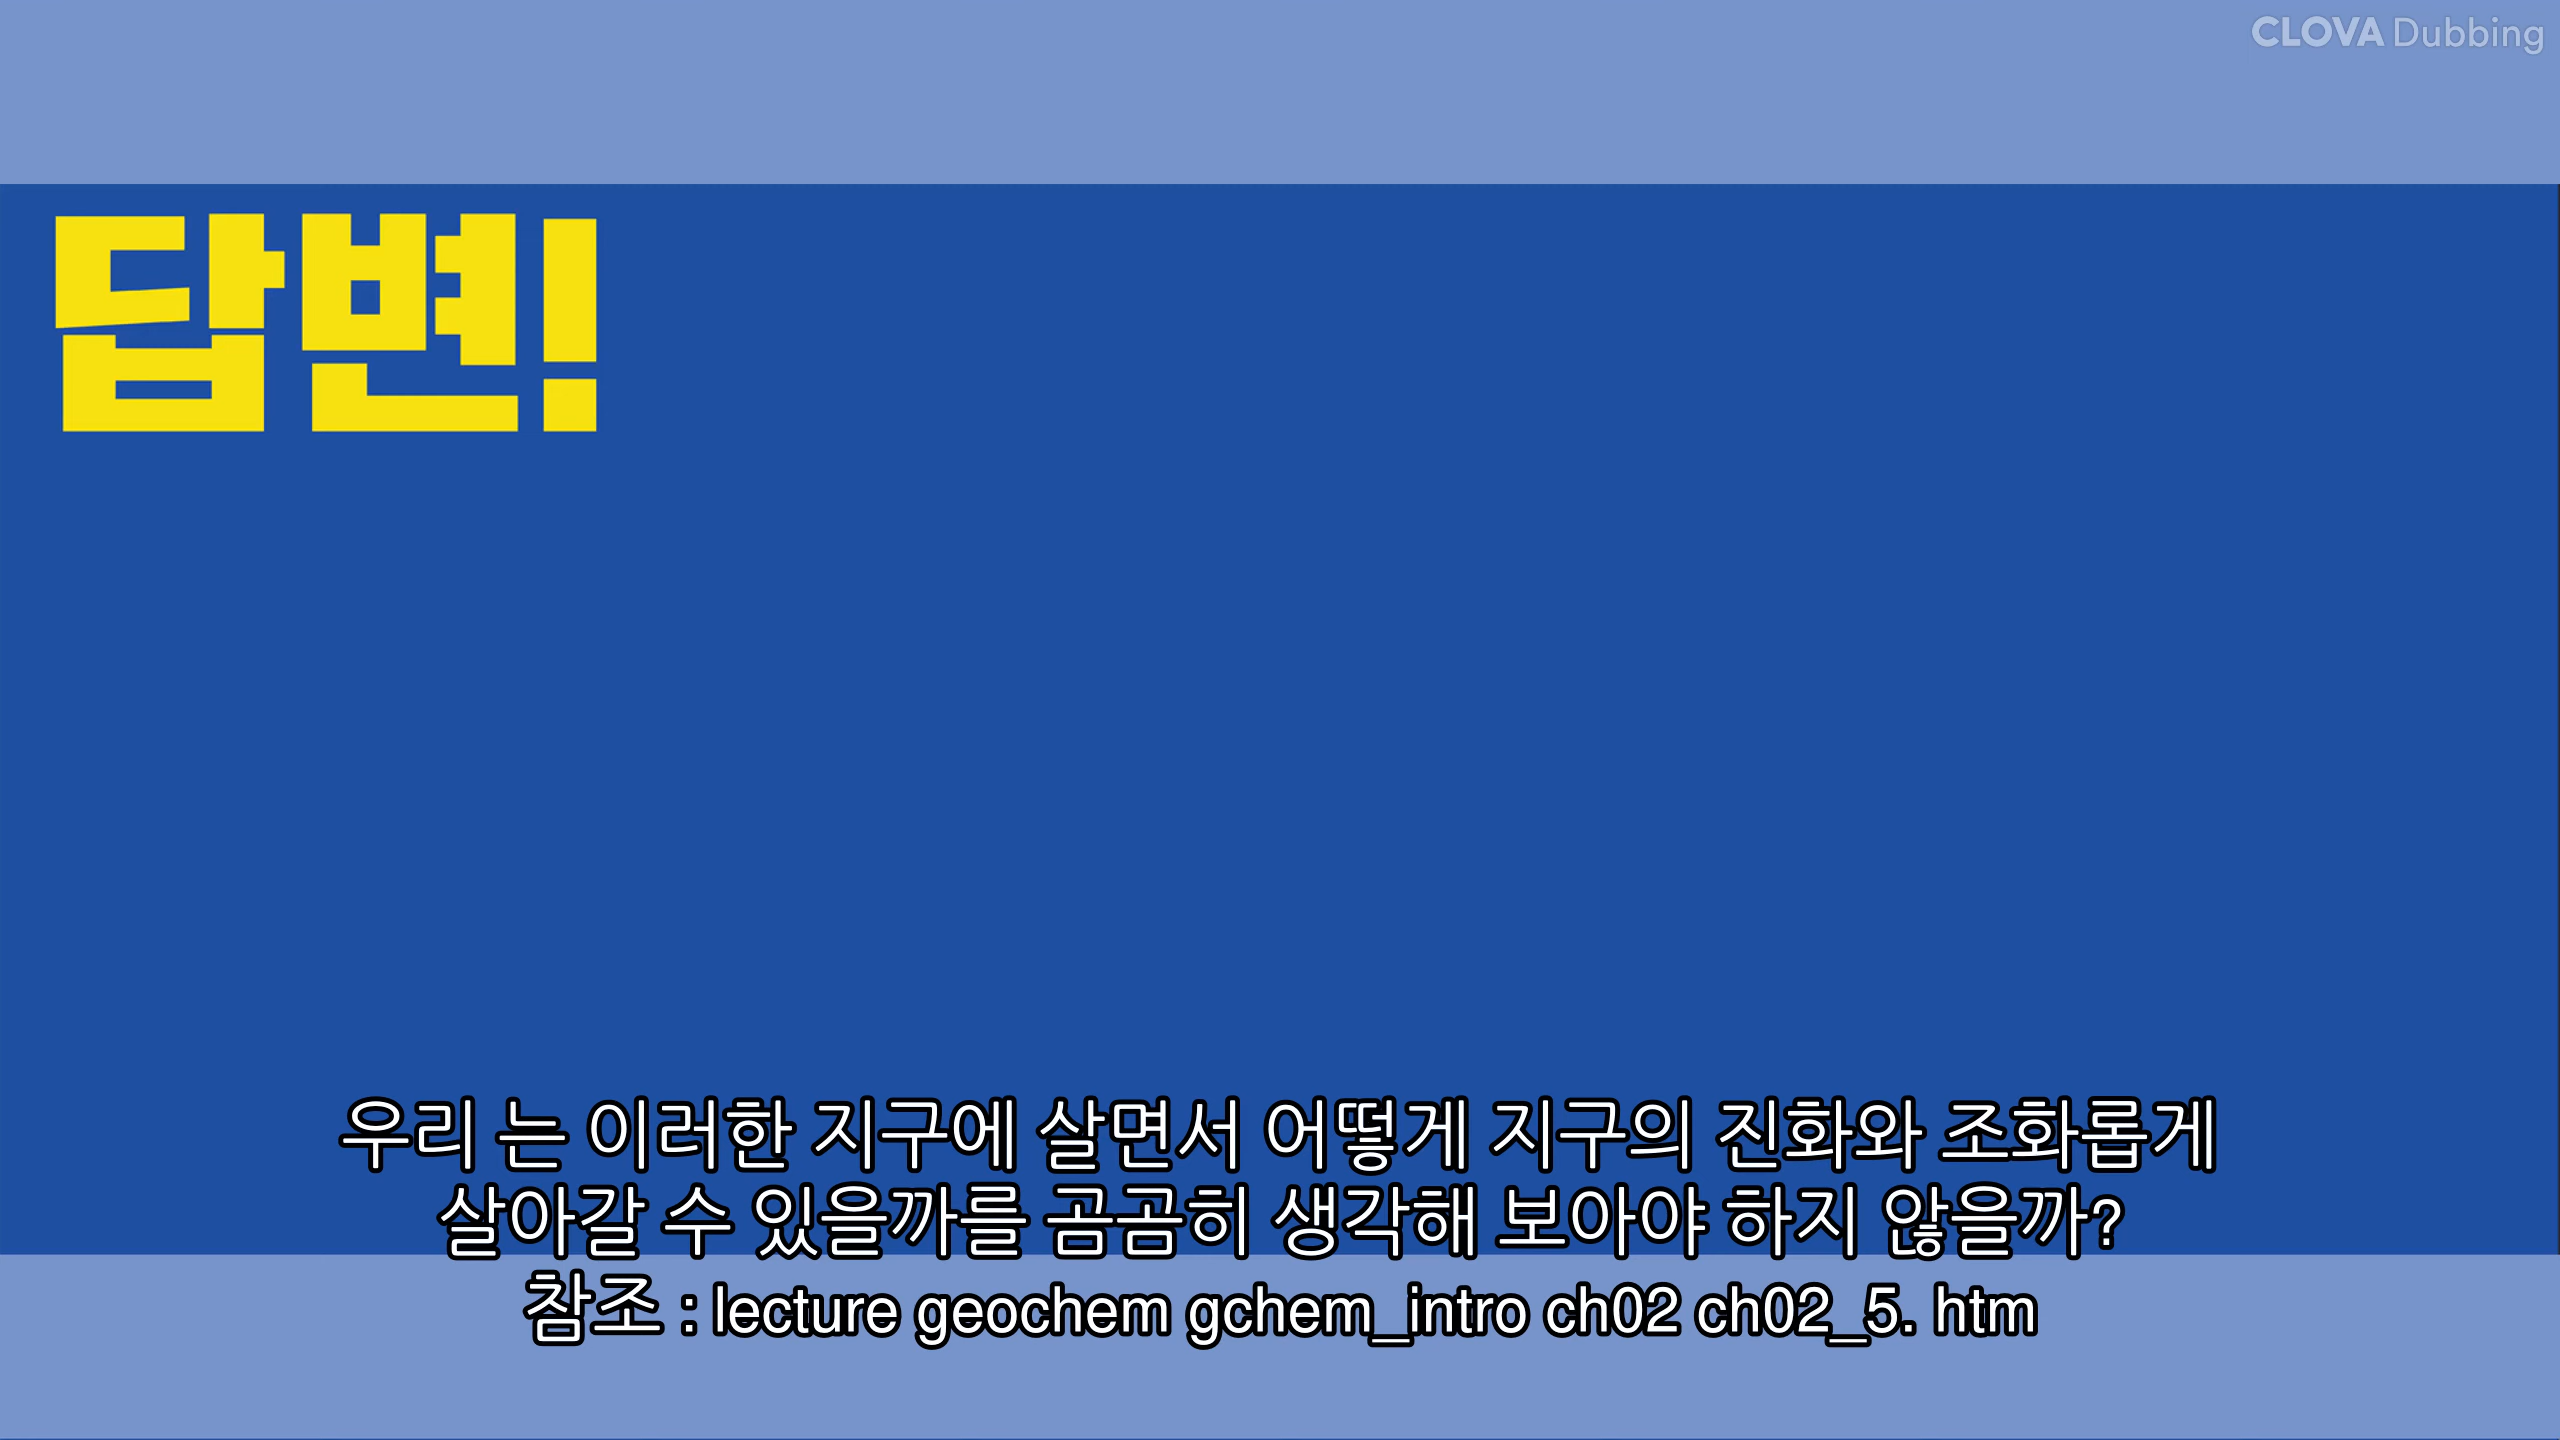 CLOVA Dubbing
답변!
우리 는 이러한 지구에 살면서 어떻게 지구의 진화와 조화롭게
살아갈 수 있을까를 곰곰히 생각해 보아야 하지 않을까?
참조 : lecture geochem gchem_intro ch02 ch02_5. htm